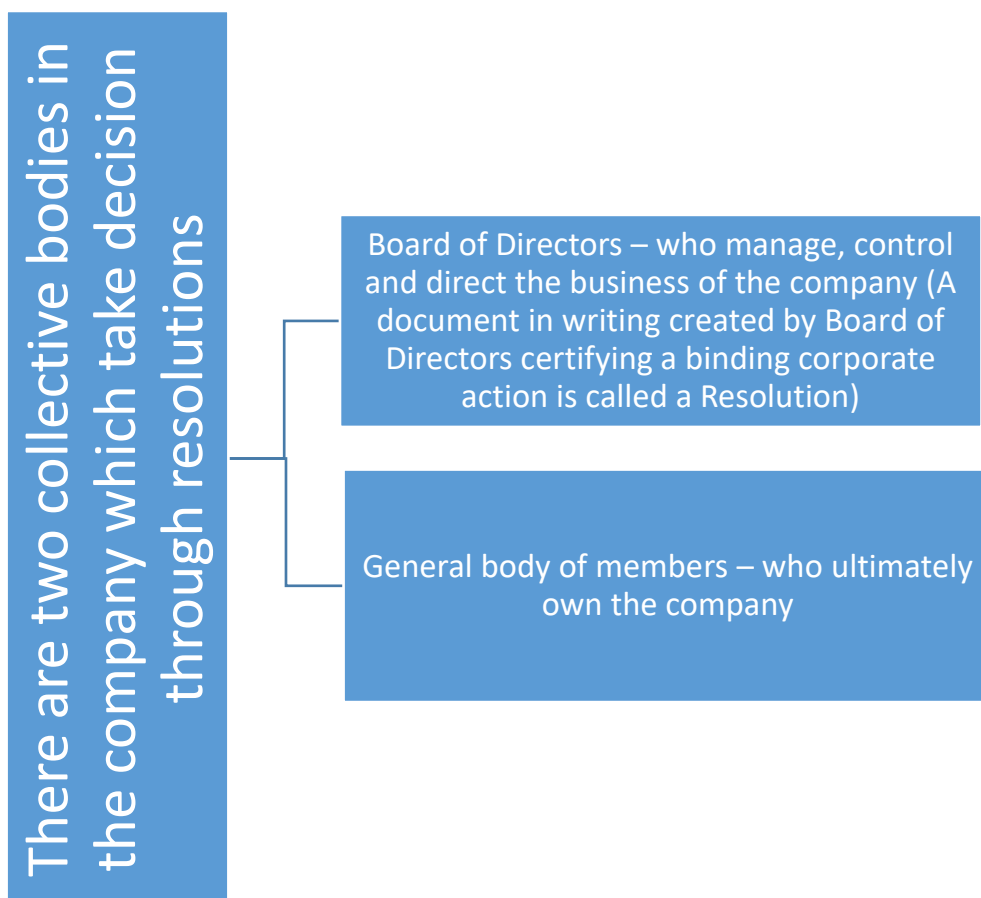 There are two collective bodies in
the company which take decision
through resolutions
Board of Directors – who manage, control
and direct the business of the company (A
document in writing created by Board of
Directors certifying a binding corporate
action is called a Resolution)
General body of members – who ultimately
own the company